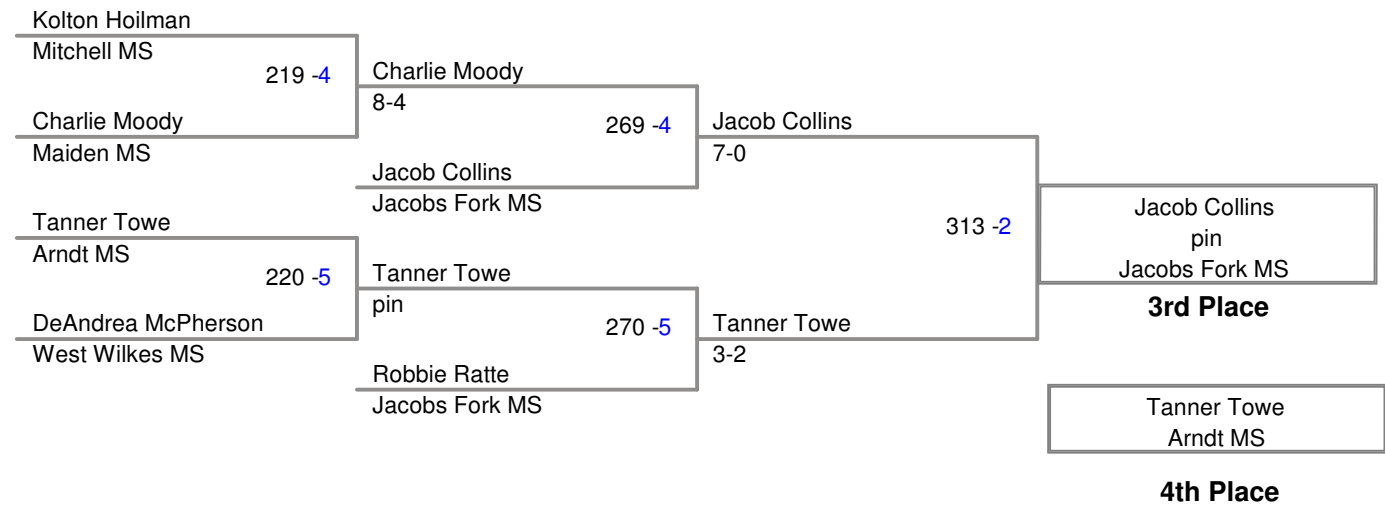 Kolton Hoilman
Mitchell MS
219 -4
Charlie Moody
8-4
Charlie Moody
Maiden MS
269 -4
Jacob Collins
7-0
Jacob Collins
Jacobs Fork MS
Tanner Towe
Arndt MS
313 -2
Jacob Collins
pin
Jacobs Fork MS
3rd Place
220 -5
Tanner Towe
pin
DeAndrea McPherson
West Wilkes MS
270 -5
Tanner Towe
3-2
Robbie Ratte
Jacobs Fork MS
Tanner Towe
Arndt MS
4th Place